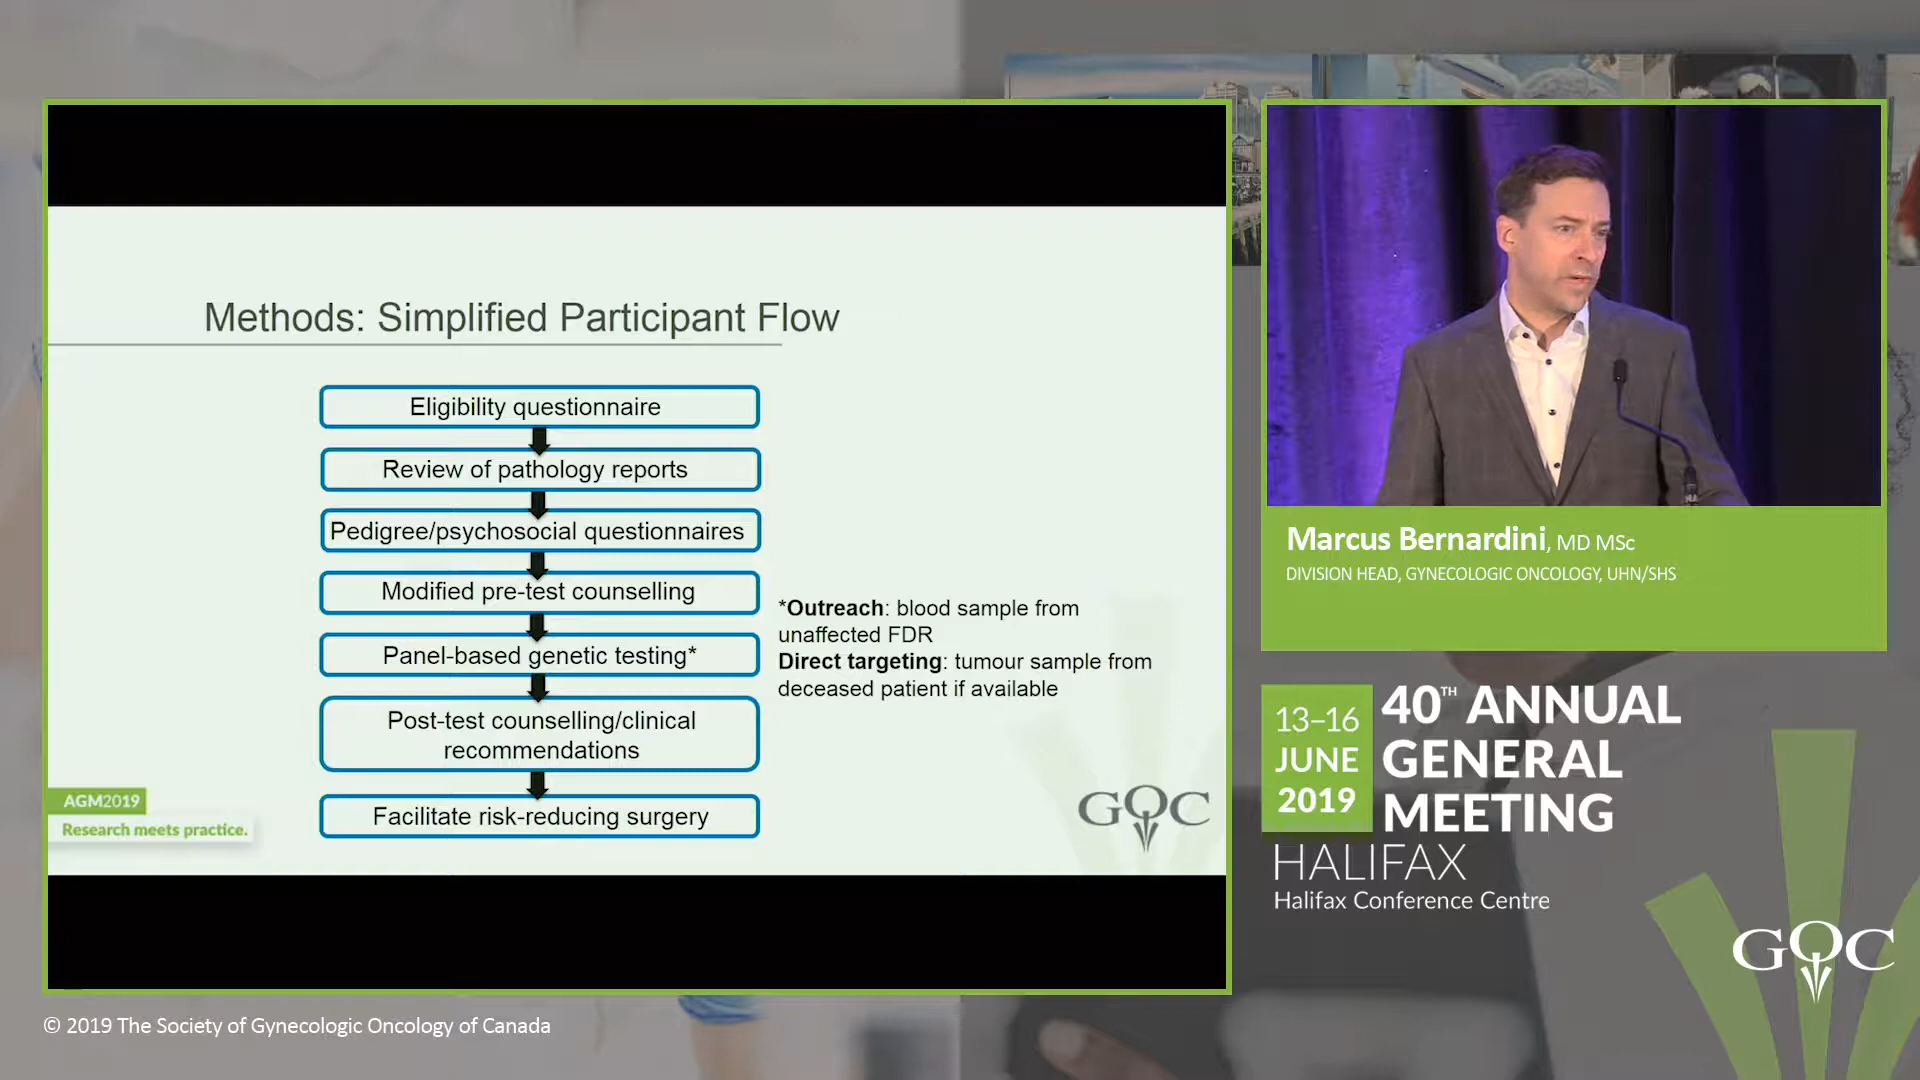 Methods: Simplified Participant Flow
Eligibility questionnaire
Review of pathology reports
Pedigree/psychosocial questionnaires
Modified pre-test counselling
Panel-based genetic testing*
Post-test counselling/clinical
recommendations
Facilitate risk-reducing surgery
*Outreach: blood sample from
unaffected FDR
Direct targeting: tumour sample from
deceased patient if available
AGM2019
Research meets practice.
GOC
Marcus Bernardini, MD MSc
DIVISION HEAD, GYNECOLOGIC ONCOLOGY, UHN/SHS
13–16
JUNE
2019
40TH ANNUAL
GENERAL
MEETING
HALIFAX
Halifax Conference Centre
GOC
© 2019 The Society of Gynecologic Oncology of Canada